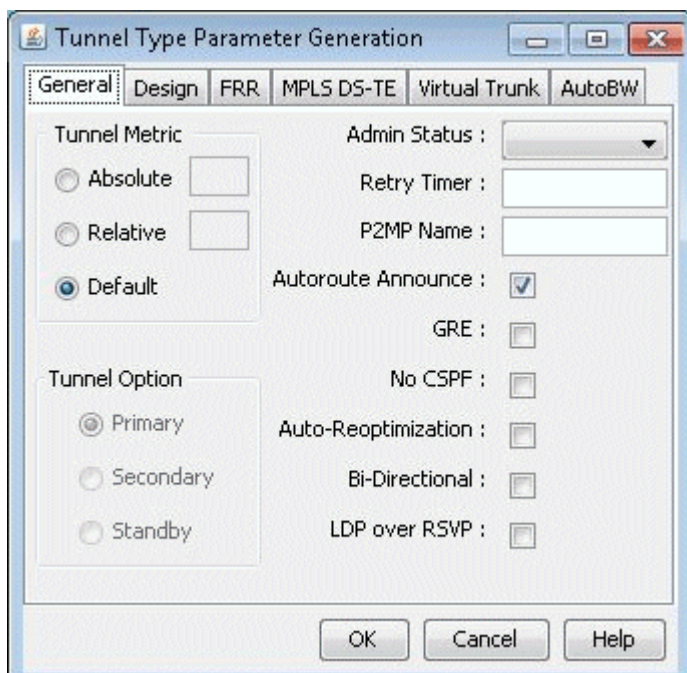 Tunnel Type Parameter Generation
General Design FRR MPLS DS-TE Virtual Trunk AutoBW
Tunnel Metric
Absolute
Relative
Default
Tunnel Option
Primary
Secondary
Standby
Admin Status :
Retry Timer :
P2MP Name :
Autoroute Announce :
GRE :
No CSPF :
Auto-Reoptimization :
Bi-Directional :
LDP over RSVP :
OK Cancel Help